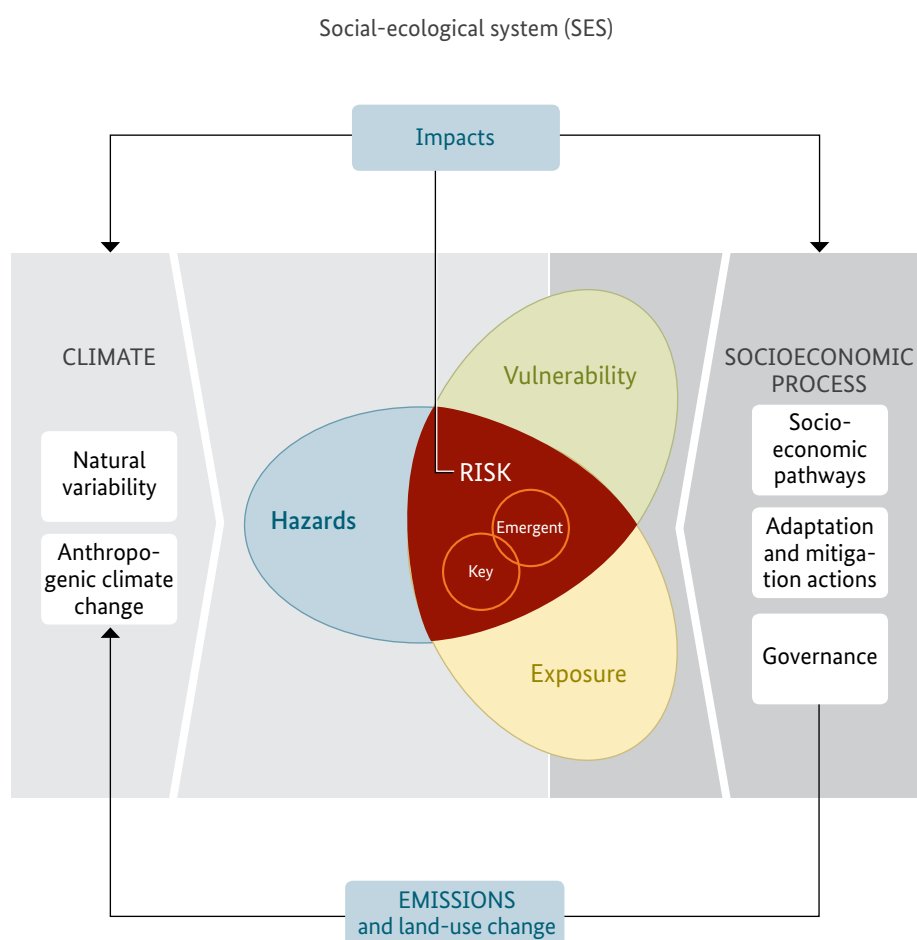 Social-ecological system (SES)
Impacts
CLIMATE
Natural
variability
Anthropo-
genic climate
change
Hazards
Vulnerability
RISK
Emergent
Key
Exposure
SOCIOECONOMIC
PROCESS
Socio-
economic
pathways
Adaptation
and mitiga-
tion actions
Governance
EMISSIONS
and land-use change